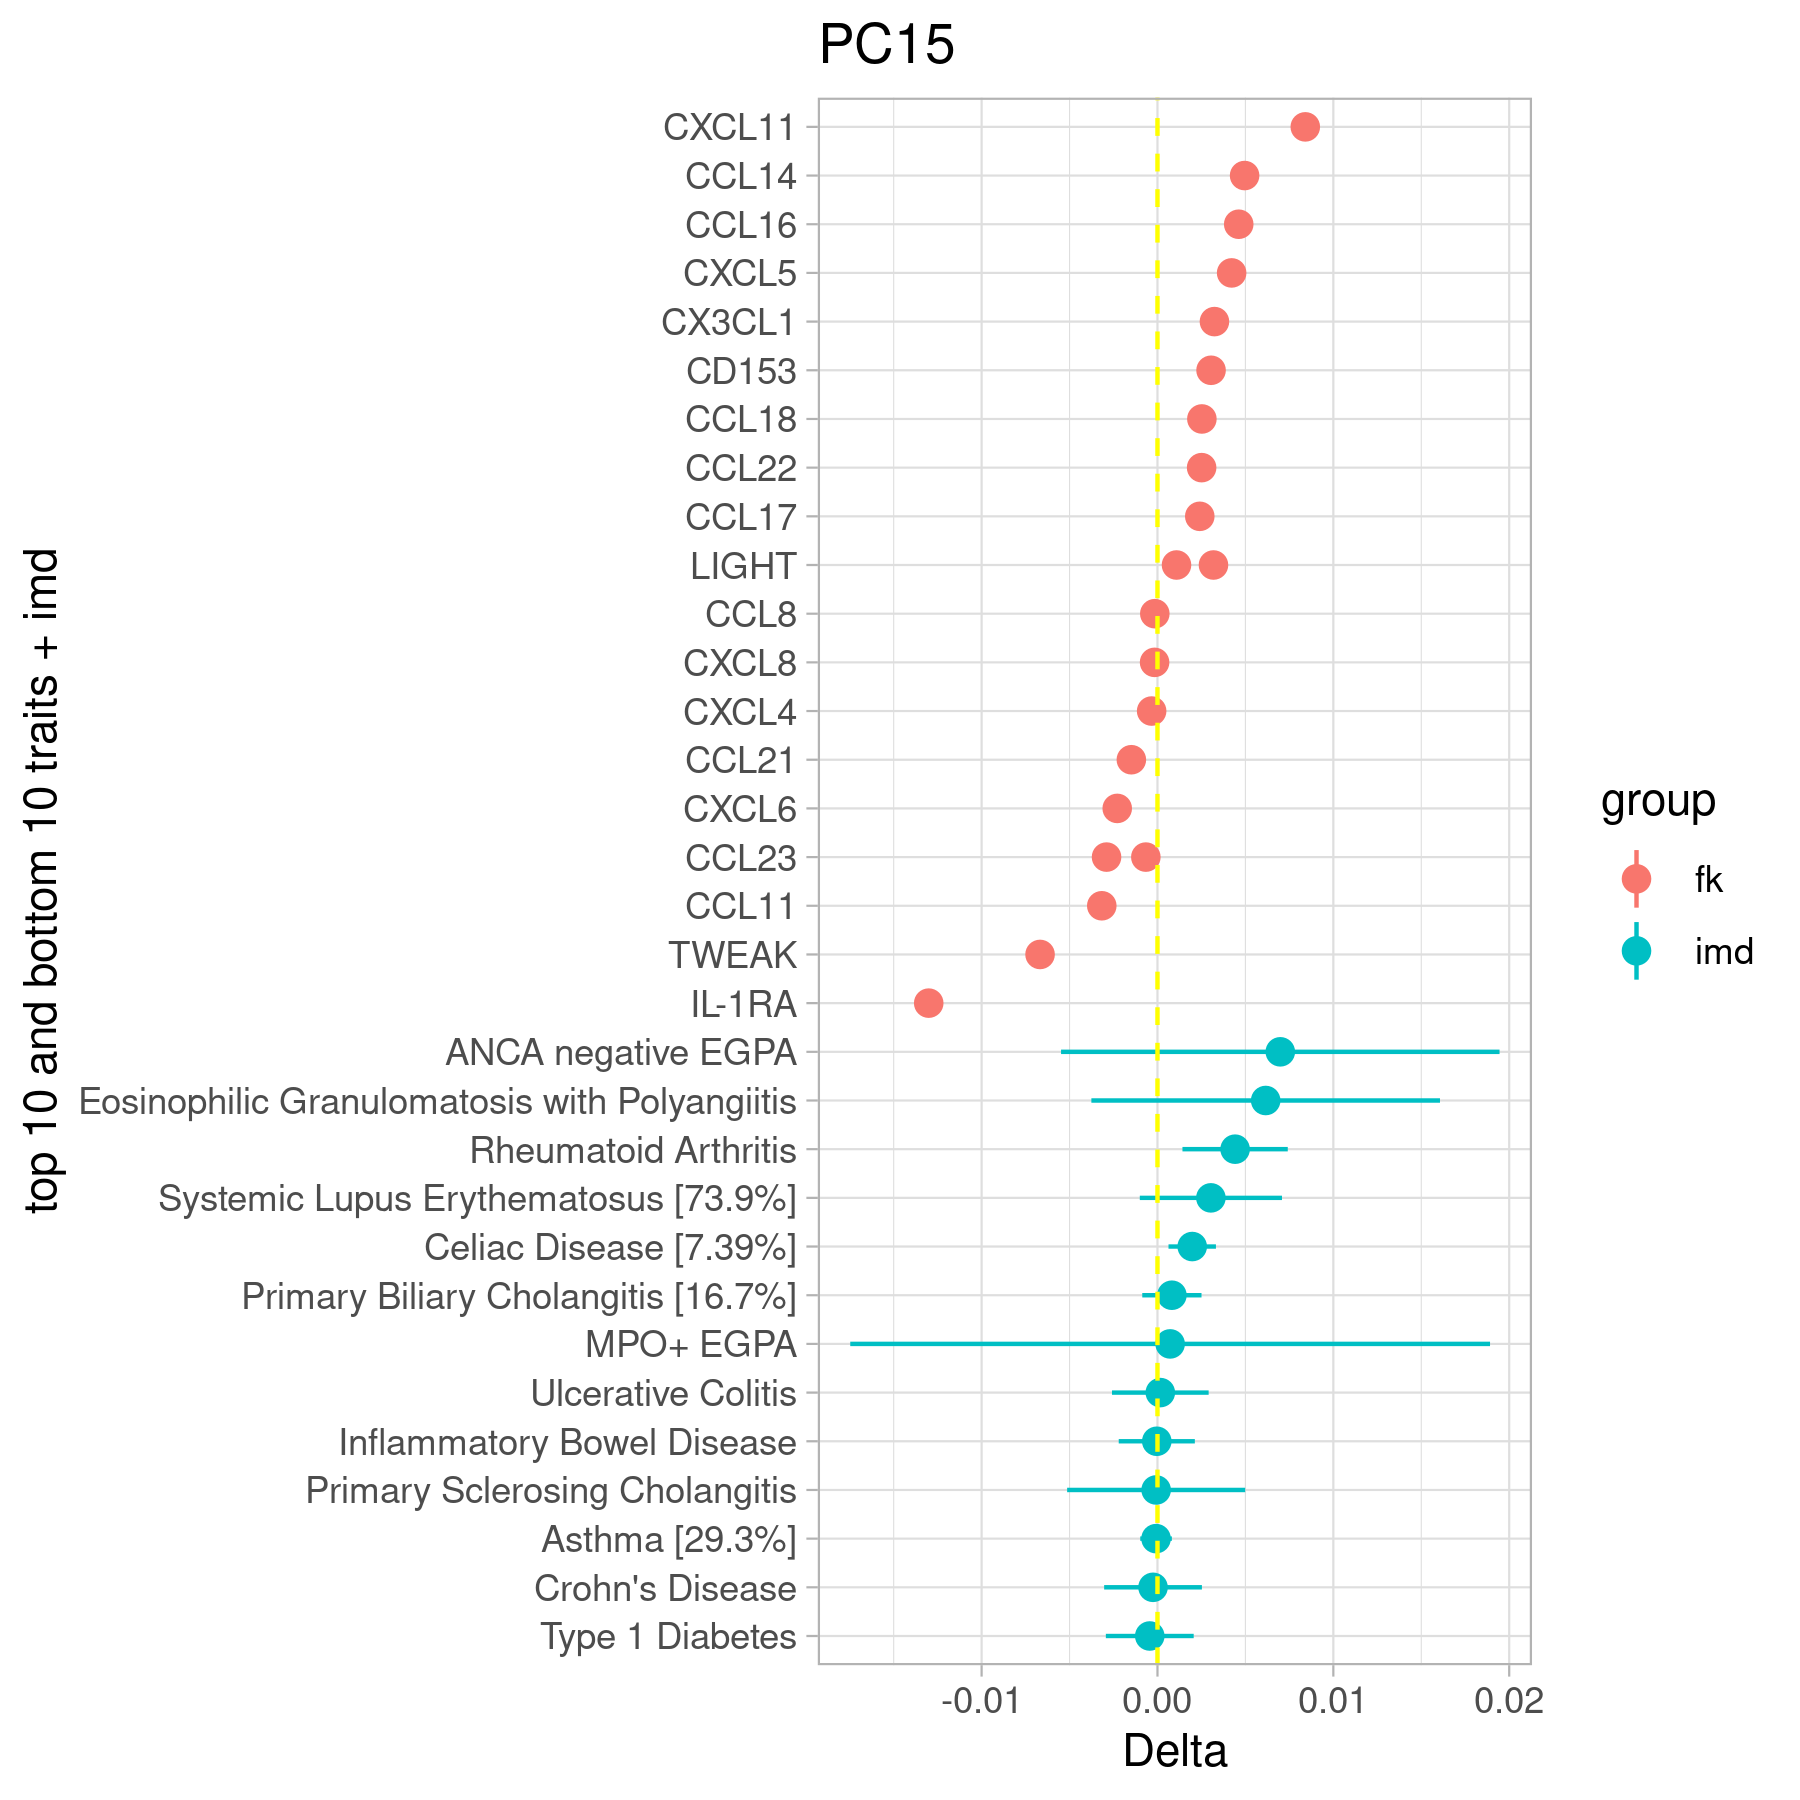 PC15
top 10 and bottom 10 traits + imd
CXCL11
CCL14
CCL16
CXCL5
CX3CL1
CD153
CCL18
CCL22
CCL17
LIGHT
CCL8
CXCL8
CXCL4
CCL21
CXCL6
CCL23
CCL11
TWEAK
IL-1RA
ANCA negative EGPA
Eosinophilic Granulomatosis with Polyangiitis
Rheumatoid Arthritis
Systemic Lupus Erythematosus [73.9%]
Celiac Disease [7.39%]
Primary Biliary Cholangitis [16.7%]
MPO+ EGPA
Ulcerative Colitis
Inflammatory Bowel Disease
Primary Sclerosing Cholangitis
Asthma [29.3%]
Crohn's Disease
Type 1 Diabetes
-0.01 0.00 0.01 0.02
Delta
group
fk
imd